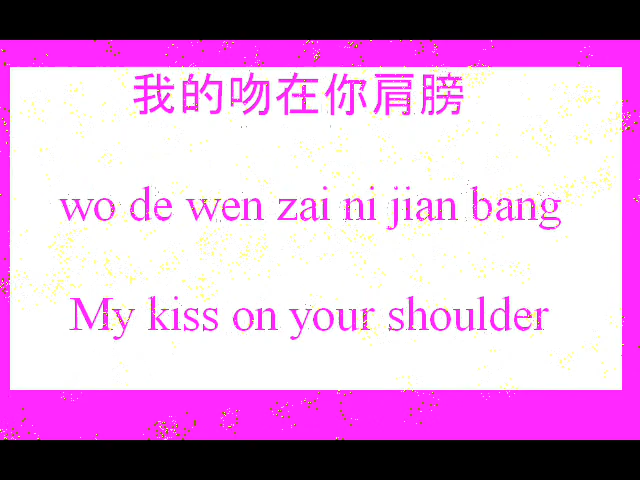 我的吻在你肩膀
wo de wen zai ni jian bang
My kiss on your shoulder